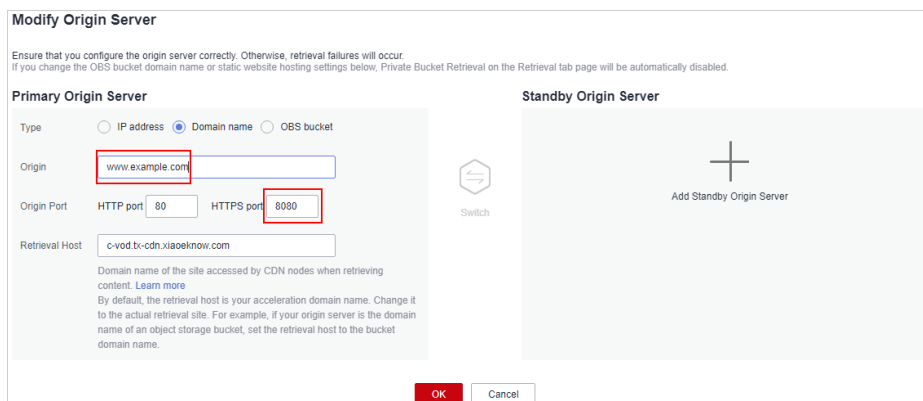 Modify Origin Server
Ensure that you configure the origin server correctly. Otherwise, retrieval failures will occur.
If you change the OBS bucket domain name or static website hosting settings below, Private Bucket Retrieval on the Retrieval tab page will be automatically disabled.
Primary Origin Server
Standby Origin Server
Type IP address Domain name OBS bucket
Origin www.example.com
Origin Port HTTP port 80 HTTPS port 8080
Switch
Add Standby Origin Server
Retrieval Host c-vod.tx-cdn.xiaoeknow.com
Domain name of the site accessed by CDN nodes when retrieving
content. Learn more
By default, the retrieval host is your acceleration domain name. Change it
to the actual retrieval site. For example, if your origin server is the domain
name of an object storage bucket, set the retrieval host to the bucket
domain name.
OK Cancel